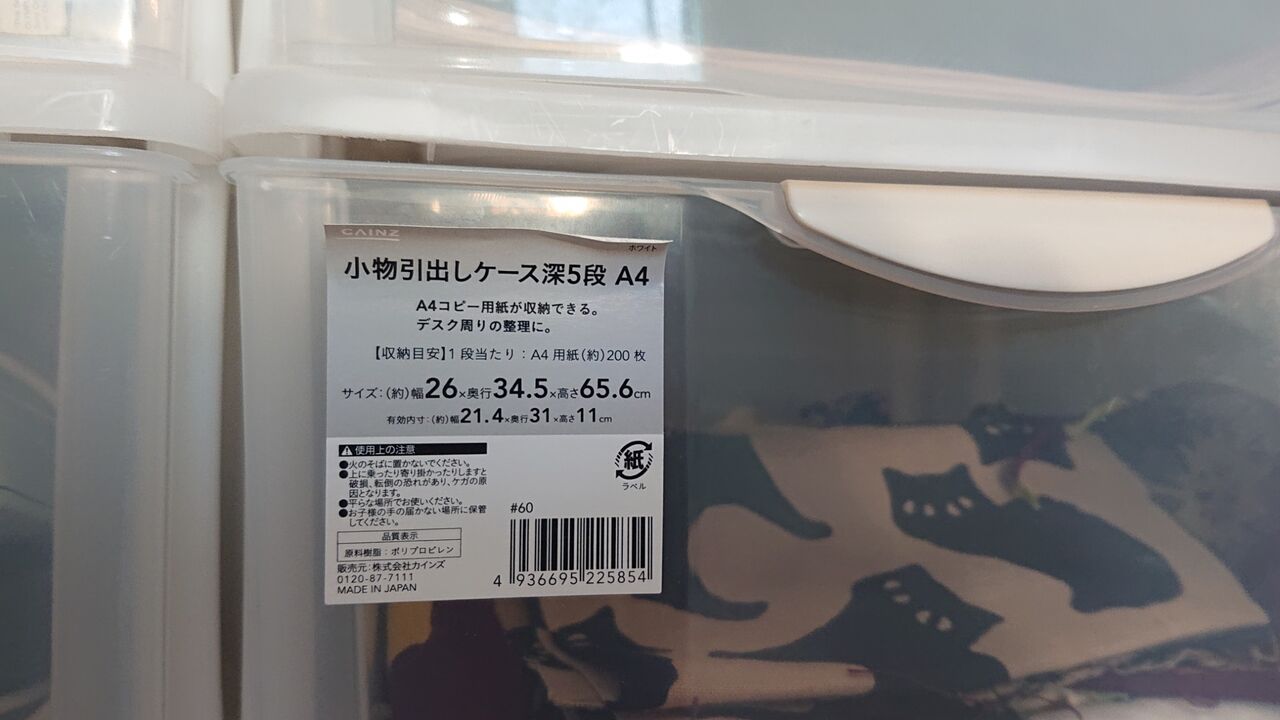 CAINZ
ホワイト
小物引出しケース深5段 A4
A4コピー用紙が収納できる。
デスク周りの整理に。
【収納目安】1段当たり：A4用紙(約)200枚
サイズ：(約)幅26×奥行34.5×高さ65.6cm
有効内寸：(約)幅21.4×奥行31×高さ11cm
使用上の注意
●火のそばに置かないでください。
●上に乗ったり寄り掛かったりしますと
破損、転倒の恐れがあり、ケガの原
因となります。
●平らな場所でお使いください。
●お子様の手の届かない場所に保管
してください。
紙
ラベル
#60
品質表示
原料樹脂：ポリプロピレン
販売元：株式会社カインズ
0120-87-7111
MADE IN JAPAN
4 936695 225854